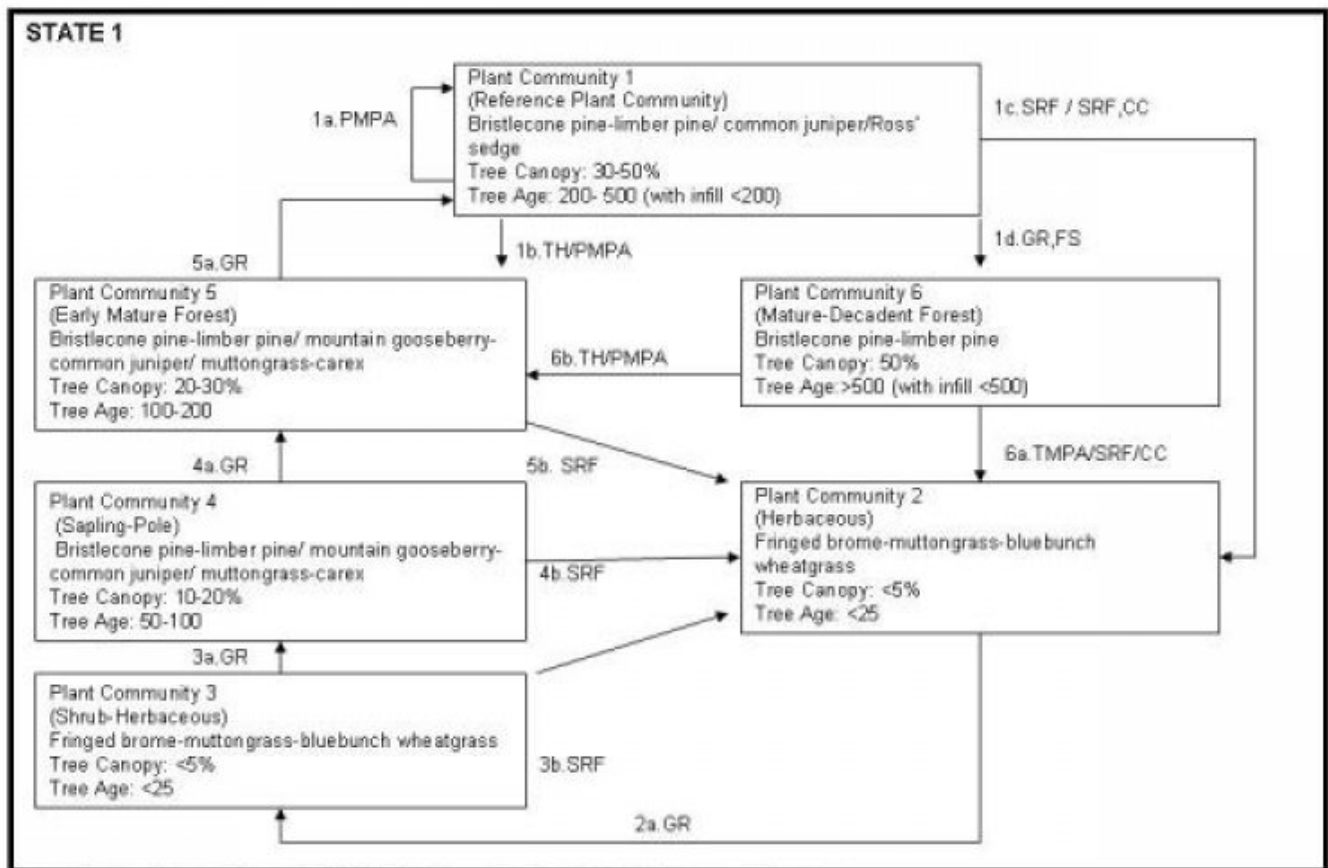 STATE 1
Plant Community 1
(Reference Plant Community)
Bristlecone pine-limber pine/ common juniper/Ross'
sedge
Tree Canopy: 30-50%
Tree Age: 200- 500 (with infill <200)
1a.PMPA
1c.SRF / SRF,CC
1b.TH/PMPA
1d.GR,FS
5a.GR
Plant Community 5
(Early Mature Forest)
Bristlecone pine-limber pine/ mountain gooseberry-
common juniper/ muttongrass-carex
Tree Canopy: 20-30%
Tree Age: 100-200
6b.TH/PMPA
Plant Community 6
(Mature-Decadent Forest)
Bristlecone pine-limber pine
Tree Canopy: 50%
Tree Age:>500 (with infill <500)
4a.GR
5b. SRF
6a.TMPA/SRF/CC
Plant Community 4
(Sapling-Pole)
Bristlecone pine-limber pine/ mountain gooseberry-
common juniper/ muttongrass-carex
Tree Canopy: 10-20%
Tree Age: 50-100
4b.SRF
Plant Community 2
(Herbaceous)
Fringed brome-muttongrass-bluebunch
wheatgrass
Tree Canopy: <5%
Tree Age: <25
3a.GR
Plant Community 3
(Shrub-Herbaceous)
Fringed brome-muttongrass-bluebunch wheatgrass
Tree Canopy: <5%
Tree Age: <25
3b.SRF
2a.GR